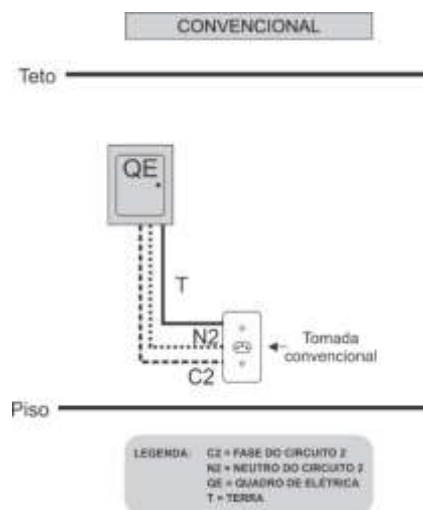 CONVENCIONAL
Teto
QE
T
N2
C2
Tomada
convencional
Piso
LEGENDA: C2 = FASE DO CIRCUITO 2
N2 = NEUTRO DO CIRCUITO 2
QE = QUADRO DE ELÉTRICA
T = TERRA